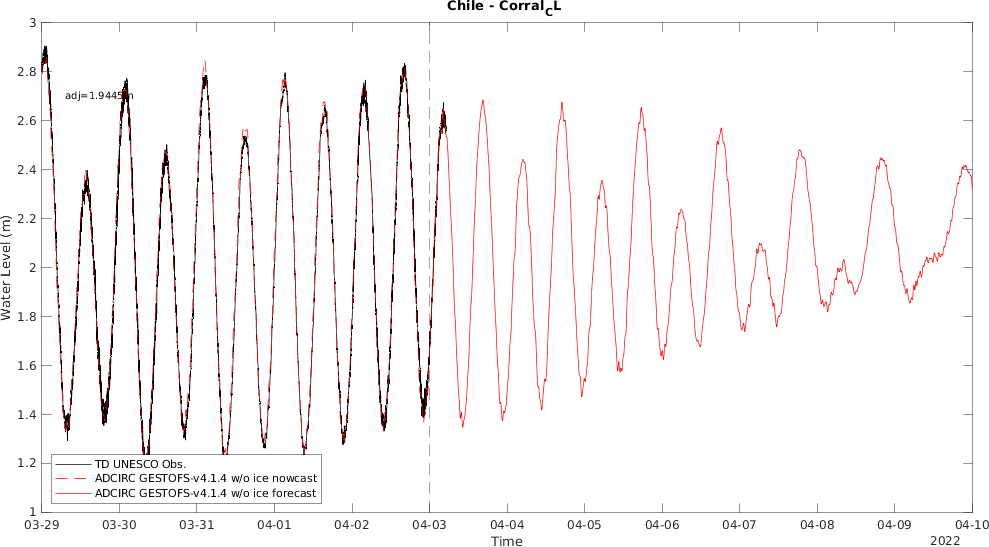 Chile - Corral_CL
3
2.8
2.6
2.4
2.2
2
1.8
1.6
1.4
1.2
1
Water Level (m)
adj=1.9445m
TD UNESCO Obs.
ADCIRC GESTOFS-v4.1.4 w/o ice nowcast
ADCIRC GESTOFS-v4.1.4 w/o ice forecast
03-29 03-30 03-31 04-01 04-02 04-03 04-04 04-05 04-06 04-07 04-08 04-09 04-10
Time
2022